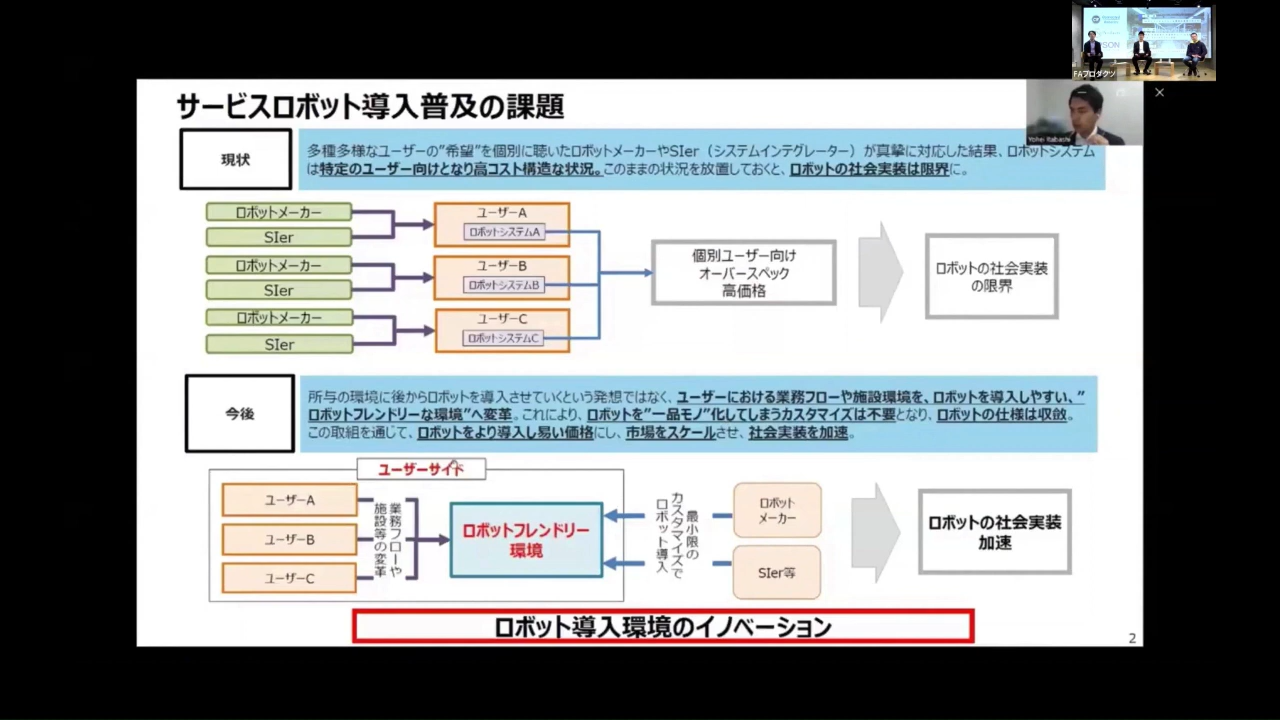 FAプロダクツ
Yohei Itabashi
サービスロボット導入普及の課題
現状
多種多様なユーザーの"希望"を個別に聴いたロボットメーカーやSIer（システムインテグレーター）が真摯に対応した結果、ロボットシステム
は特定のユーザー向けとなり高コスト構造な状況。このままの状況を放置しておくと、ロボットの社会実装は限界に。
ロボットメーカー
SIer
ロボットメーカー
SIer
ロボットメーカー
SIer
ユーザーA
ロボットシステムA
ユーザーB
ロボットシステムB
ユーザーC
ロボットシステムC
個別ユーザー向け
オーバースペック
高価格
ロボットの社会実装
の限界
今後
所与の環境に後からロボットを導入させていくという発想ではなく、ユーザーにおける業務フローや施設環境を、ロボットを導入しやすい、"
ロボットフレンドリーな環境"へ変革。これにより、ロボットを"一品モノ"化してしまうカスタマイズは不要となり、ロボットの仕様は収斂。
この取組を通じて、ロボットをより導入し易い価格にし、市場をスケールさせ、社会実装を加速。
ユーザーサイド
ユーザーA
ユーザーB
ユーザーC
業務フローや
施設等の変革
ロボットフレンドリー
環境
最小限の
カスタマイズで
ロボット導入
ロボット
メーカー
SIer等
ロボットの社会実装
加速
ロボット導入環境のイノベーション
2